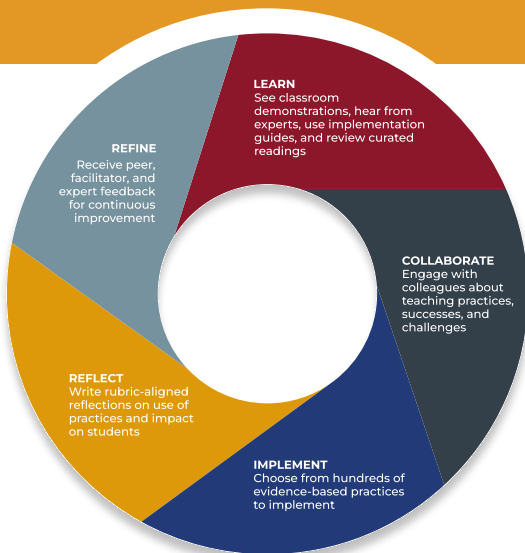 LEARN
See classroom
demonstrations, hear from
experts, use implementation
guides, and review curated
readings
COLLABORATE
Engage with
colleagues about
teaching practices,
successes, and
challenges
IMPLEMENT
Choose from hundreds of
evidence-based practices
to implement
REFLECT
Write rubric-aligned
reflections on use of
practices and impact
on students
REFINE
Receive peer,
facilitator, and
expert feedback
for continuous
improvement